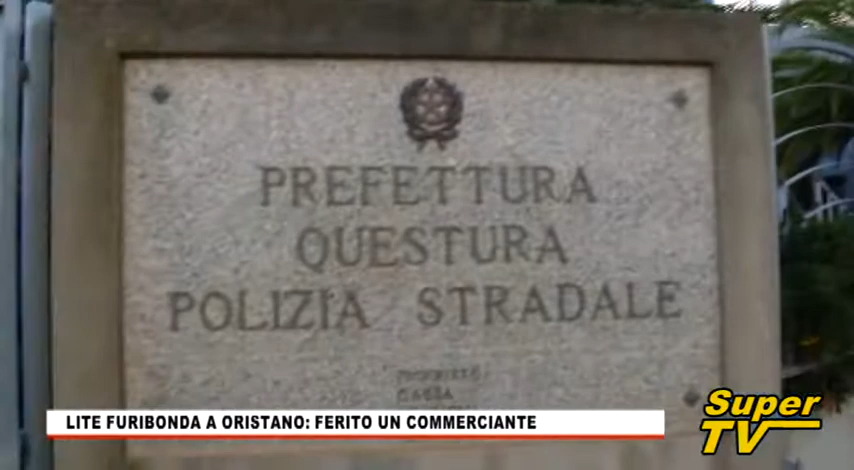 PREFETTURA
QUESTURA
POLIZIA STRADALE
LITE FURIBONDA A ORISTANO: FERITO UN COMMERCIANTE
Super
TV